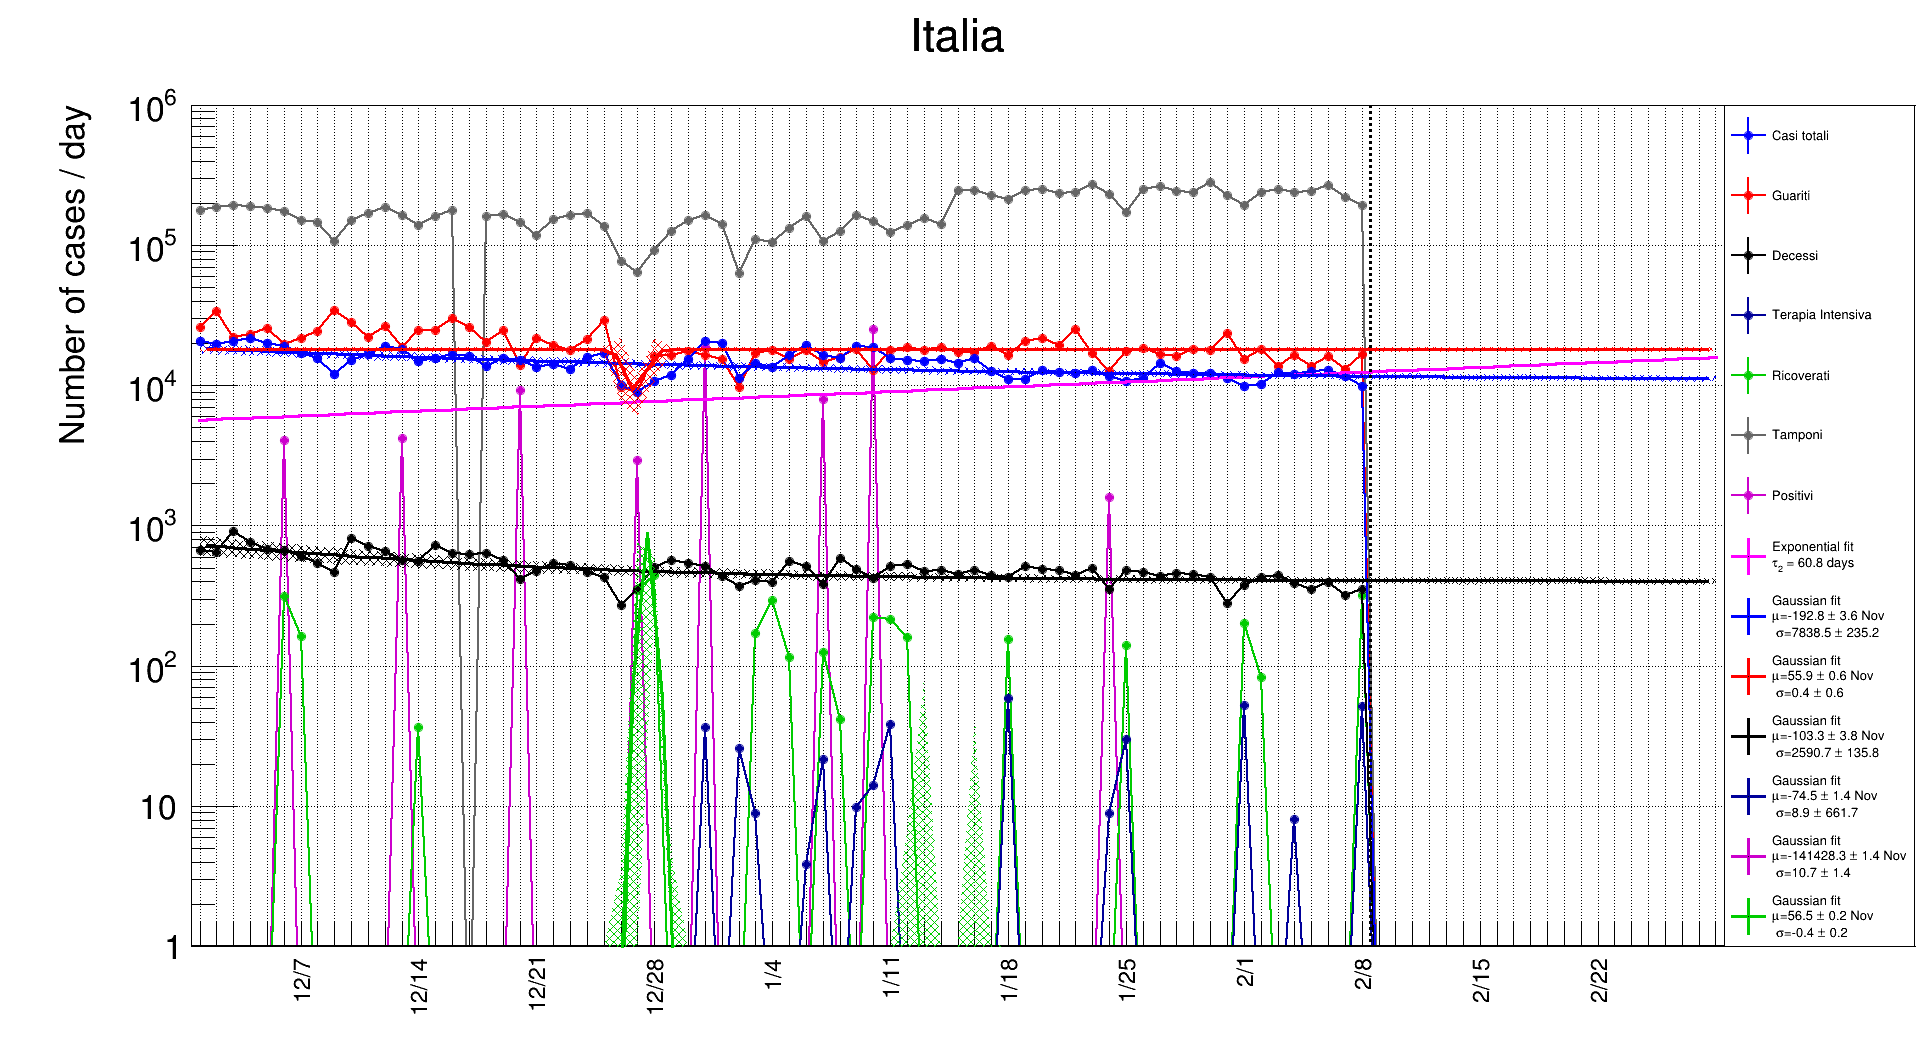 Italia
Number of cases / day
10^6
10^5
10^4
10^3
10^2
10
1
12/7
12/14
12/21
12/28
1/4
1/11
1/18
1/25
2/1
2/8
2/15
2/22
Casi totali
Guariti
Decessi
Terapia Intensiva
Ricoverati
Tamponi
Positivi
Exponential fit
τ₂ = 60.8 days
Gaussian fit
μ=-192.8 ± 3.6 Nov
σ=7838.5 ± 235.2
Gaussian fit
μ=55.9 ± 0.6 Nov
σ=0.4 ± 0.6
Gaussian fit
μ=-103.3 ± 3.8 Nov
σ=2590.7 ± 135.8
Gaussian fit
μ=-74.5 ± 1.4 Nov
σ=8.9 ± 661.7
Gaussian fit
μ=-141428.3 ± 1.4 Nov
σ=10.7 ± 1.4
Gaussian fit
μ=56.5 ± 0.2 Nov
σ=-0.4 ± 0.2